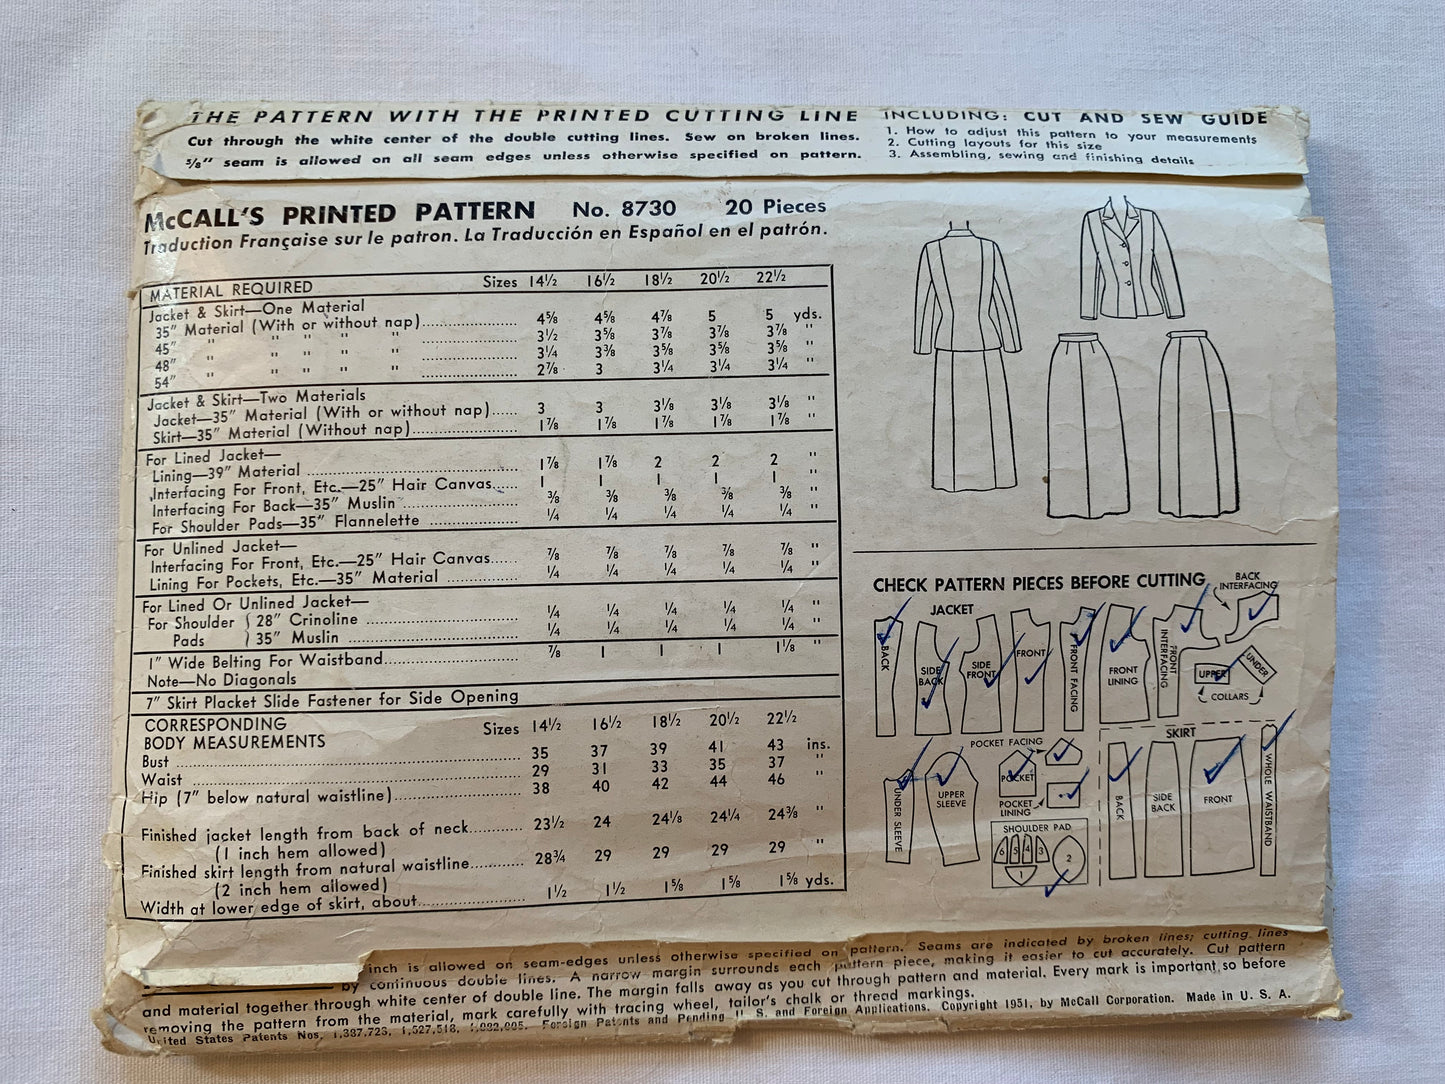 THE PATTERN WITH THE PRINTED CUTTING LINE
Cut through the white center of the double cutting lines. Sew on broken lines.
5/8" seam is allowed on all seam edges unless otherwise specified on pattern.
INCLUDING: CUT AND SEW GUIDE
1. How to adjust this pattern to your measurements
2. Cutting layouts for this size
3. Assembling, sewing and finishing details
McCALL'S PRINTED PATTERN No. 8730 20 Pieces
Traduction Française sur le patron. La Traducción en Español en el patrón.
MATERIAL REQUIRED Sizes 14½ 16½ 18½ 20½ 22½
Jacket & Skirt—One Material
35" Material (With or without nap) 4⅝ 4⅝ 4⅞ 5 5 yds.
45" " " " " " 3½ 3⅝ 3⅞ 3⅞ 3⅞ "
48" " " " " " 3¼ 3⅜ 3⅝ 3⅝ 3⅝ "
54" " " " " " 2⅞ 3 3¼ 3¼ 3¼ "
Jacket & Skirt—Two Materials
Jacket—35" Material (With or without nap) 3 3 3⅛ 3⅛ 3⅛ "
Skirt—35" Material (Without nap) 1⅞ 1⅞ 1⅞ 1⅞ 1⅞ "
For Lined Jacket—
Lining—39" Material 1⅞ 1⅞ 2 2 2 "
Interfacing For Front, Etc.—25" Hair Canvas 1 1 1 1 1 "
Interfacing For Back—35" Muslin ⅜ ⅜ ⅜ ⅜ ⅜ "
For Shoulder Pads—35" Flannelette ¼ ¼ ¼ ¼ ¼ "
For Unlined Jacket—
Interfacing For Front, Etc.—25" Hair Canvas ⅞ ⅞ ⅞ ⅞ ⅞ "
Lining For Pockets, Etc.—35" Material ¼ ¼ ¼ ¼ ¼ "
For Lined Or Unlined Jacket—
For Shoulder Pads { 28" Crinoline ¼ ¼ ¼ ¼ ¼ "
35" Muslin ¼ ¼ ¼ ¼ ¼ "
1" Wide Belting For Waistband ⅞ 1 1 1 1⅛ "
Note—No Diagonals
7" Skirt Placket Slide Fastener for Side Opening
CORRESPONDING
BODY MEASUREMENTS Sizes 14½ 16½ 18½ 20½ 22½
Bust 35 37 39 41 43 ins.
Waist 29 31 33 35 37 "
Hip (7" below natural waistline) 38 40 42 44 46 "
Finished jacket length from back of neck 23½ 24 24⅛ 24¼ 24⅜ "
(1 inch hem allowed)
Finished skirt length from natural waistline 28¾ 29 29 29 29 "
(2 inch hem allowed)
Width at lower edge of skirt, about 1½ 1½ 1⅝ 1⅝ 1⅝ yds.
CHECK PATTERN PIECES BEFORE CUTTING
BACK
INTERFACING
JACKET
BACK
SIDE
BACK
SIDE
FRONT
FRONT
FRONT FACING
FRONT
LINING
FRONT
INTERFACING
UPPER
UNDER
COLLARS
UNDER SLEEVE
UPPER
SLEEVE
POCKET FACING
POCKET
POCKET
LINING
SHOULDER PAD
6 5 4 3
1
2
SKIRT
BACK
SIDE
BACK
FRONT
WHOLE WAISTBAND
inch is allowed on seam-edges unless otherwise specified on pattern. Seams are indicated by broken lines; cutting lines
by continuous double lines. A narrow margin surrounds each pattern piece, making it easier to cut accurately. Cut pattern
and material together through white center of double line. The margin falls away as you cut through pattern and material. Every mark is important so before
removing the pattern from the material, mark carefully with tracing wheel, tailor's chalk or thread markings.
United States Patents Nos. 1,387,723, 1,527,518, Foreign Patents and Pending U. S. and Foreign Applications. Copyright 1951, by McCall Corporation. Made in U. S. A.